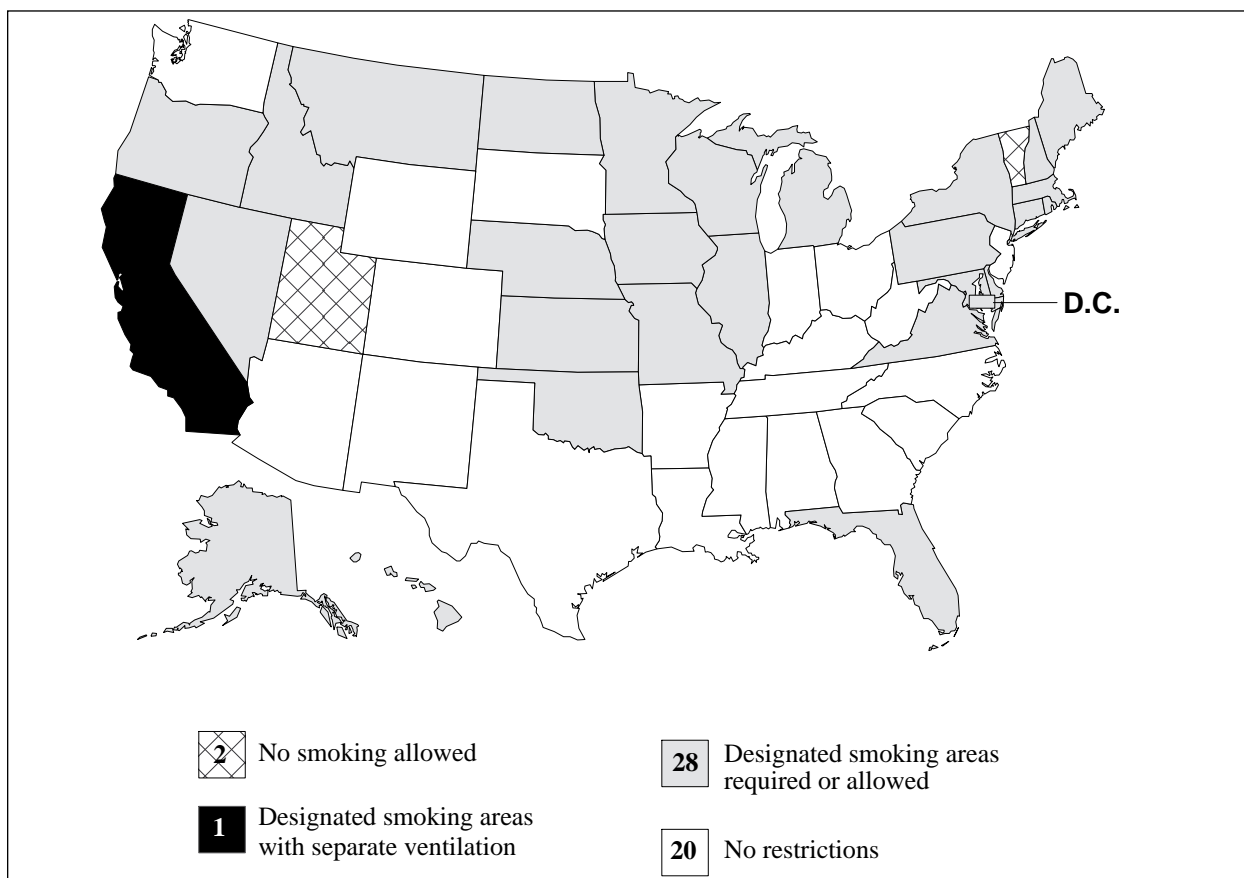 D.C.
2 No smoking allowed
1 Designated smoking areas
with separate ventilation
28 Designated smoking areas
required or allowed
20 No restrictions